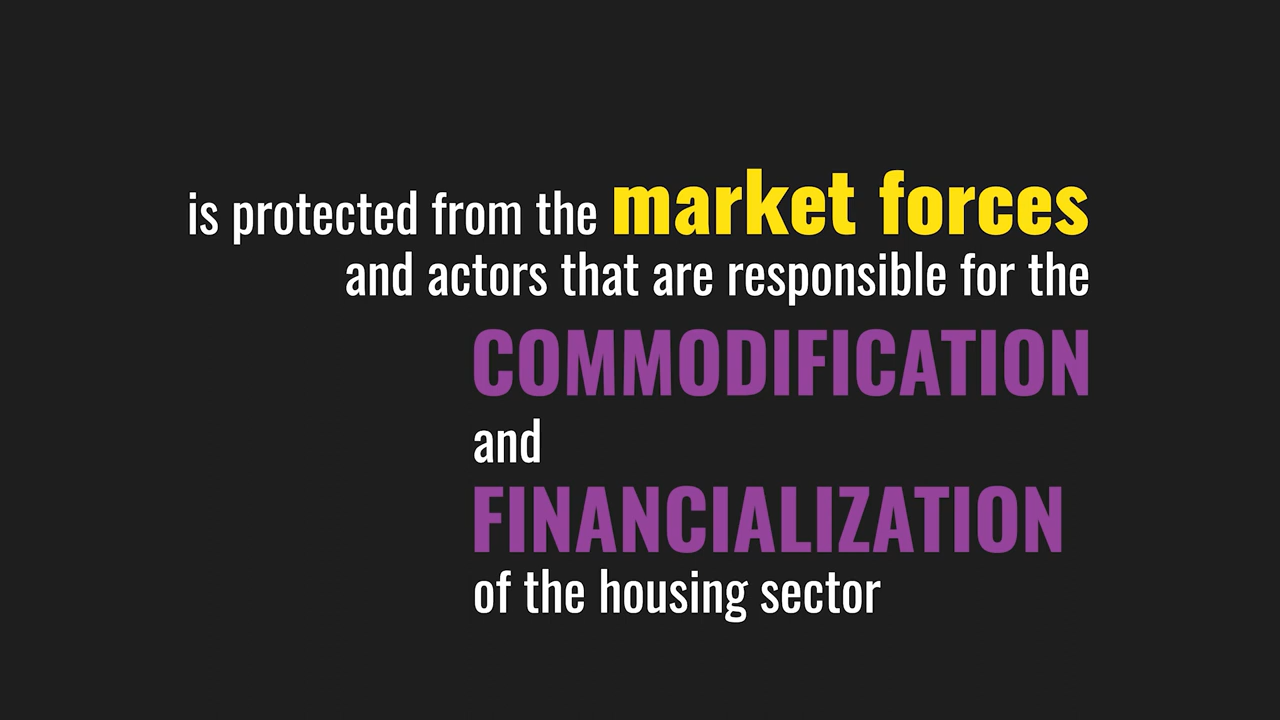 is protected from the market forces
and actors that are responsible for the
COMMODIFICATION
and
FINANCIALIZATION
of the housing sector